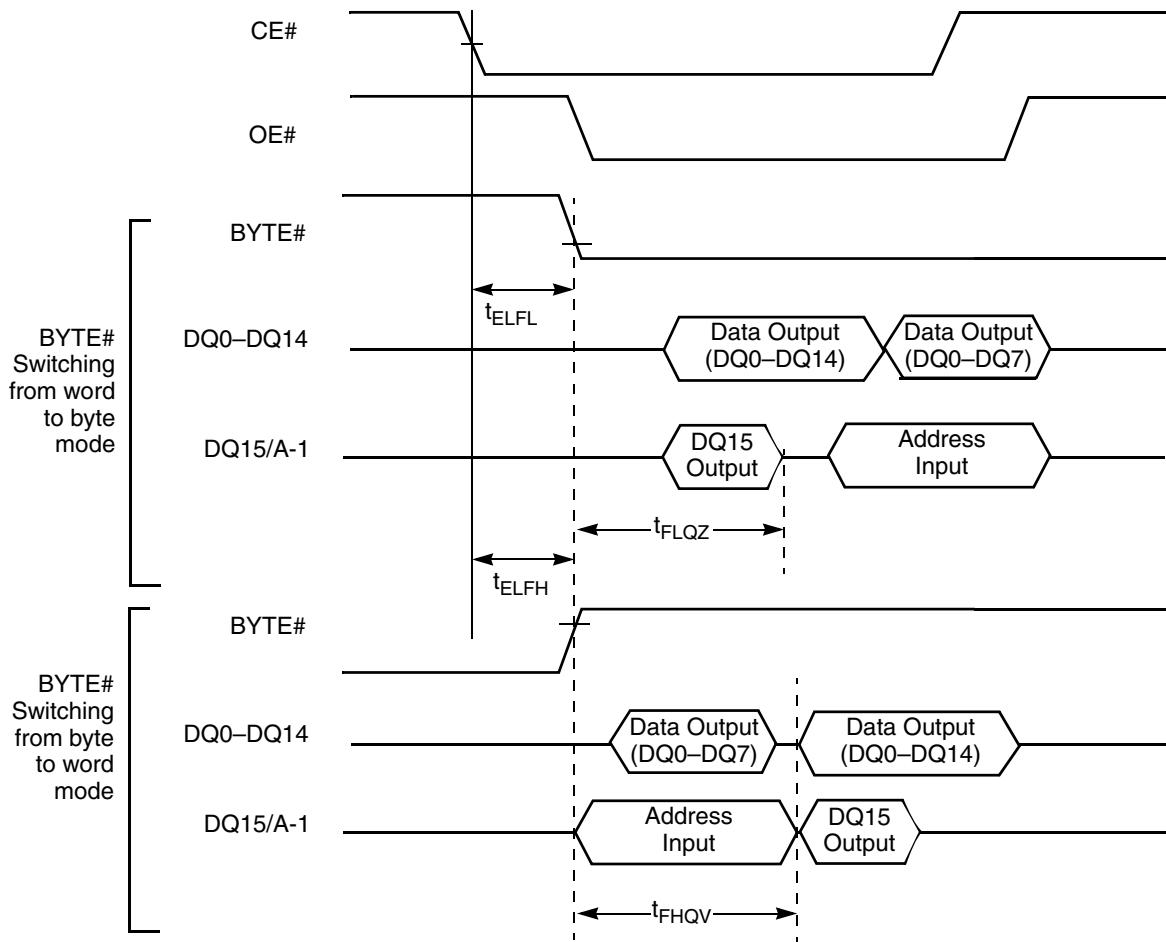 CE#
OE#
BYTE#
tELFL
BYTE#
Switching
from word
to byte
mode
DQ0–DQ14
Data Output
(DQ0–DQ14)
Data Output
(DQ0–DQ7)
DQ15/A-1
DQ15
Output
Address
Input
tFLQZ
tELFH
BYTE#
BYTE#
Switching
from byte
to word
mode
DQ0–DQ14
Data Output
(DQ0–DQ7)
Data Output
(DQ0–DQ14)
DQ15/A-1
Address
Input
DQ15
Output
tFHQV